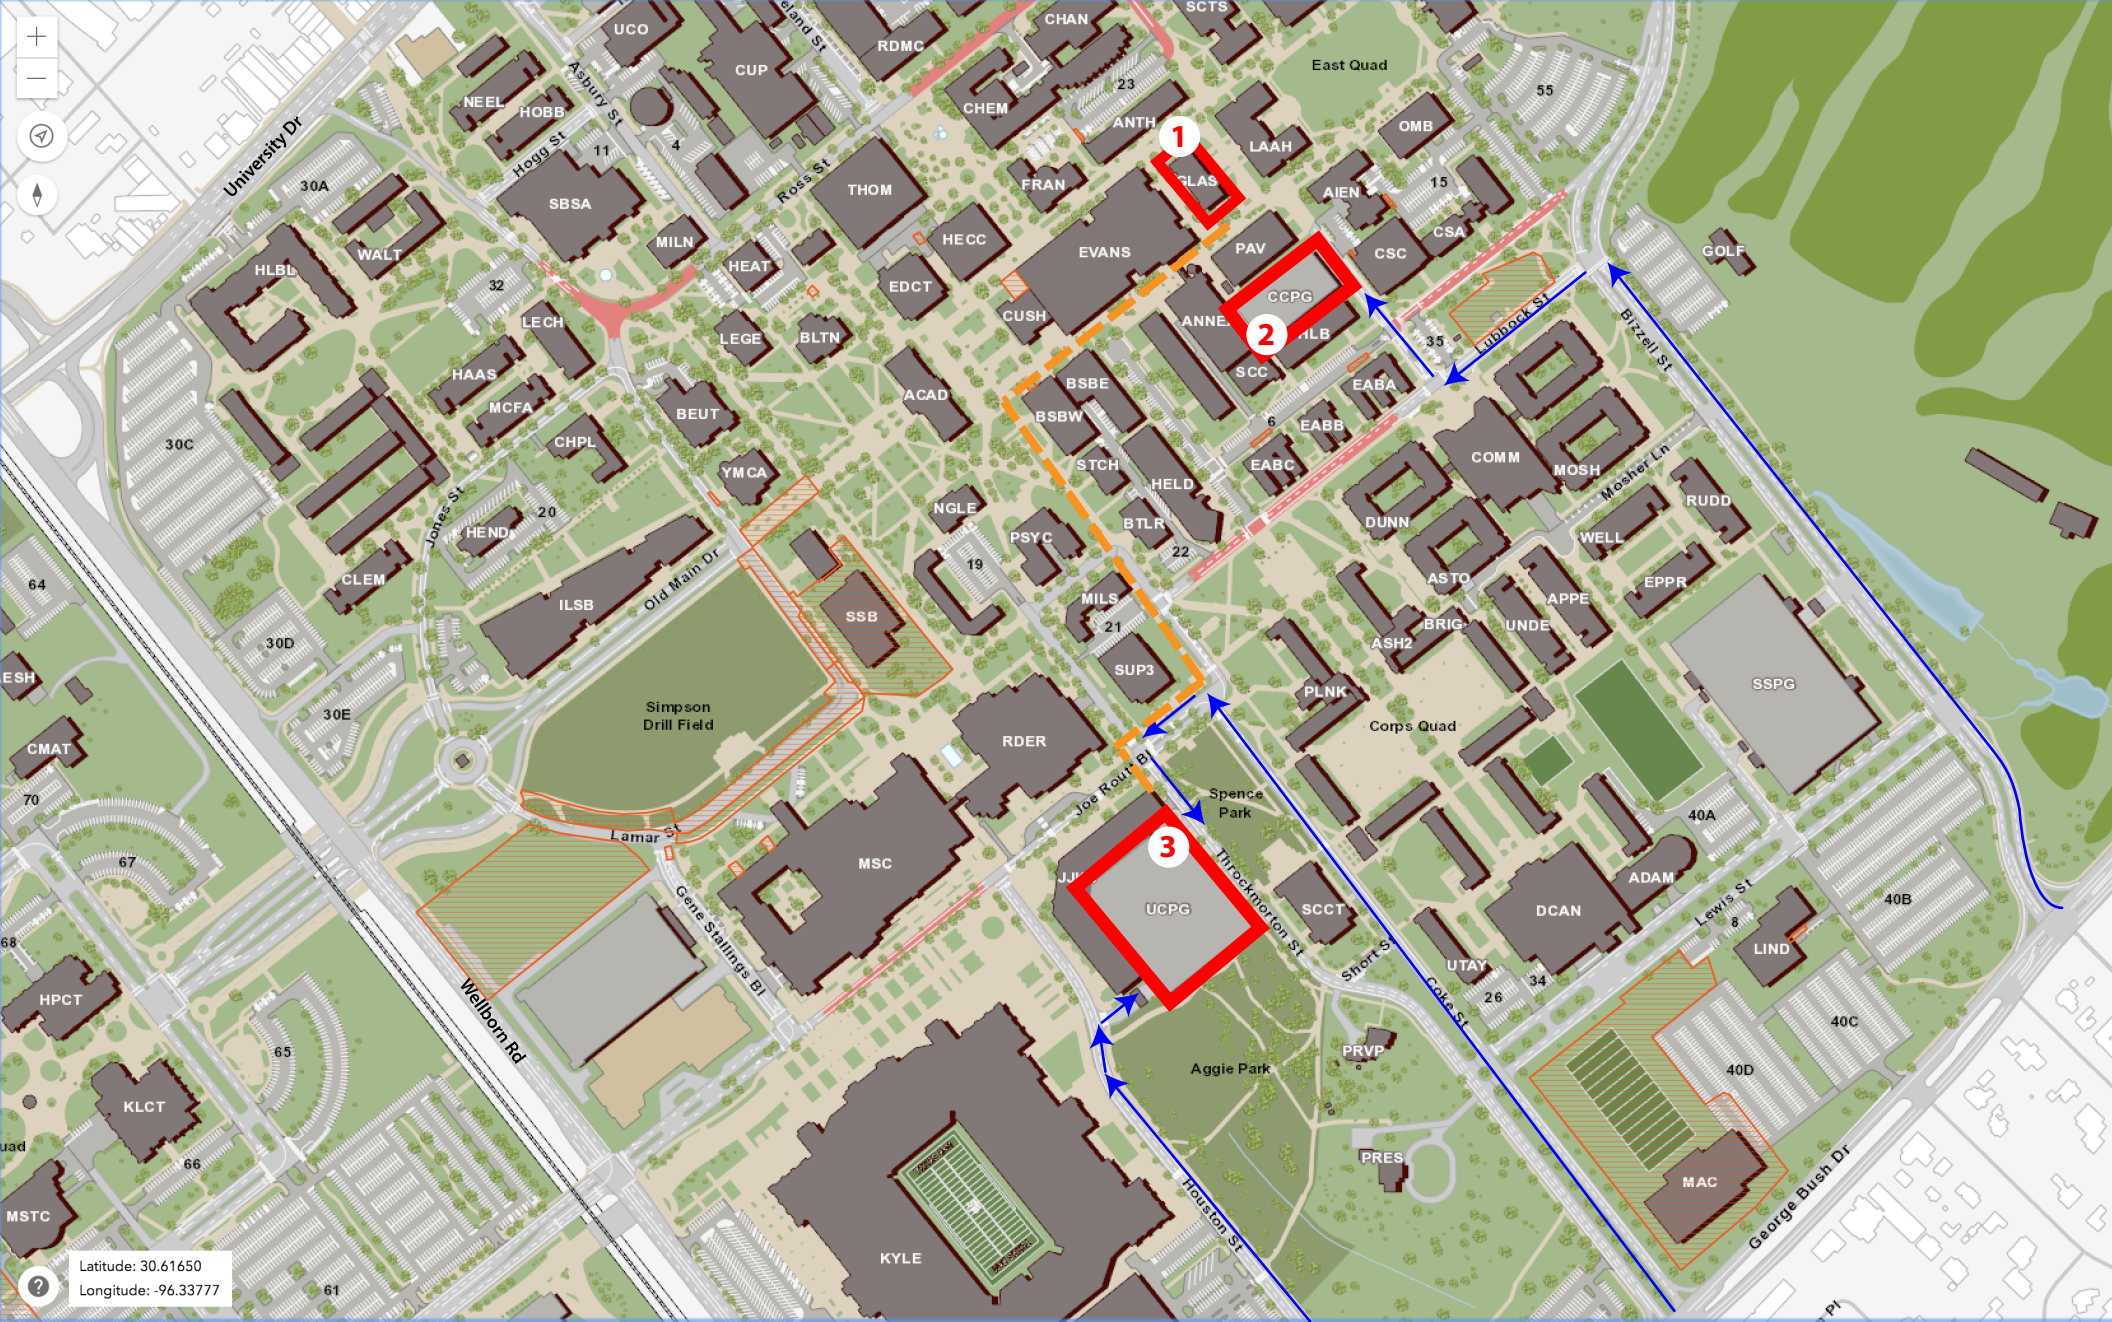 UCO
eland St
RDMC
CHAN
SCTS
CUP
Asbury St
NEEL
HOBB
CHEM
23
East Quad
55
University Dr
Hogg St
11
4
ANTH
1
LAAH
OMB
30A
SBSA
Ross St
THOM
FRAN
GLAS
AIEN
15
WALT
MILN
HECC
EVANS
PAV
CSC
CSA
GOLF
HLBL
32
HEAT
EDCT
CCPG
LECH
LEGE
BLTN
CUSH
ANNE
2
HLB
35
Lubbock St
Bizzell St
HAAS
SCC
EABA
MCFA
BEUT
ACAD
BSBE
BSBW
30C
CHPL
6
EABB
YMCA
STCH
EABC
COMM
MOSH
Mosher Ln
Jones St
20
HEND
NGLE
HELD
DUNN
RUDD
PSYC
BTLR
WELL
64
CLEM
Old Main Dr
19
22
ASTO
EPPR
ILSB
SSB
MILS
21
APPE
BRIG
UNDE
30D
ASH2
ESH
SUP3
SSPG
30E
Simpson
Drill Field
PLNK
Corps Quad
CMAT
RDER
Joe Routt Bl
70
Spence
Park
40A
Lamar St
3
67
MSC
JJK
Throckmorton St
ADAM
UCPG
SCCT
DCAN
Lewis St
8
40B
68
Gene Stallings Bl
Short St
UTAY
LIND
HPCT
Wellborn Rd
Coke St
26
34
40C
65
PRVP
Aggie Park
40D
KLCT
uad
66
PRES
MAC
MSTC
Houston St
George Bush Dr
KYLE
Latitude: 30.61650
Longitude: -96.33777
61
Pl